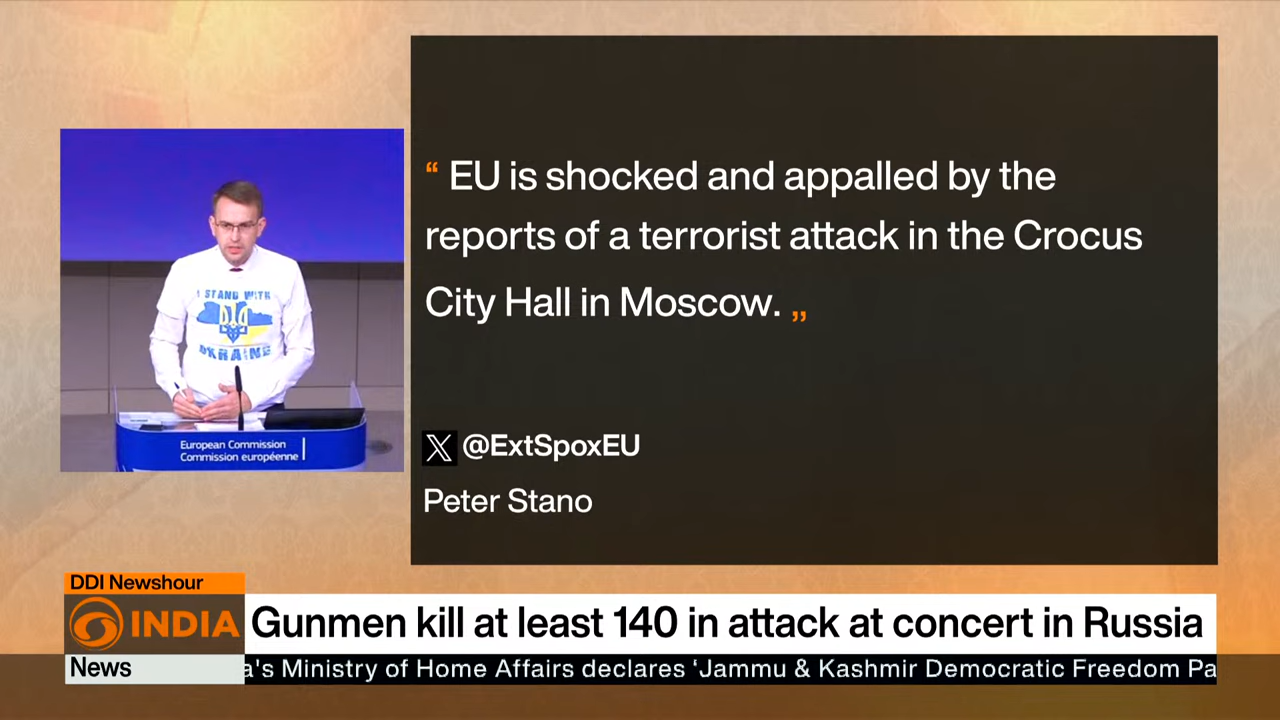 “ EU is shocked and appalled by the
reports of a terrorist attack in the Crocus
City Hall in Moscow. „
I STAND WITH
UKRAINE
European Commission
Commission européenne
X @ExtSpoxEU
Peter Stano
DDI Newshour
INDIA
Gunmen kill at least 140 in attack at concert in Russia
News
a's Ministry of Home Affairs declares ‘Jammu & Kashmir Democratic Freedom Pa